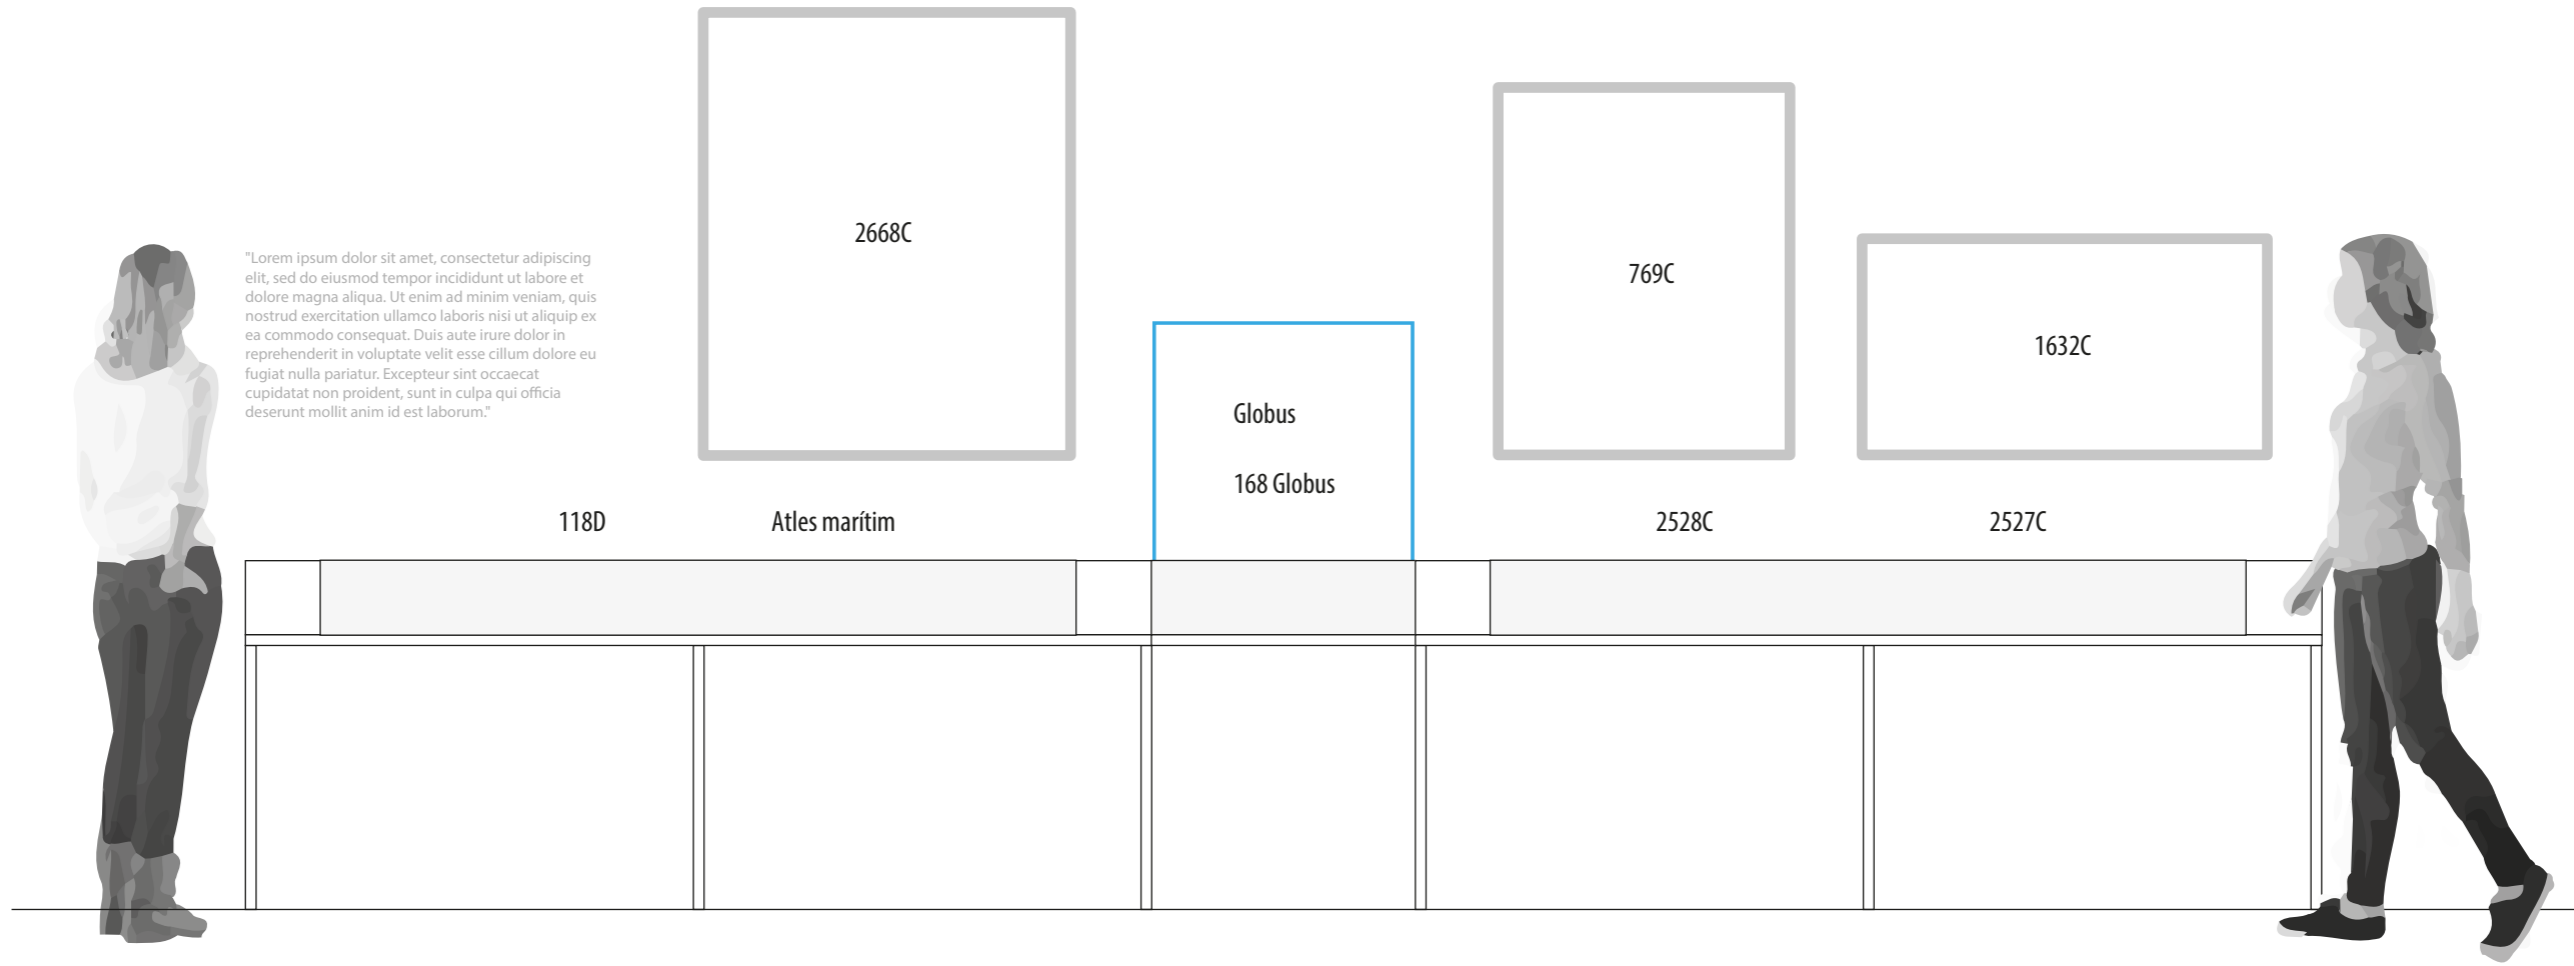 2668C
"Lorem ipsum dolor sit amet, consectetur adipiscing
elit, sed do eiusmod tempor incididunt ut labore et
dolore magna aliqua. Ut enim ad minim veniam, quis
nostrud exercitation ullamco laboris nisi ut aliquip ex
ea commodo consequat. Duis aute irure dolor in
reprehenderit in voluptate velit esse cillum dolore eu
fugiat nulla pariatur. Excepteur sint occaecat
cupidatat non proident, sunt in culpa qui officia
deserunt mollit anim id est laborum."
769C
1632C
Globus
168 Globus
118D
Atles marítim
2528C
2527C